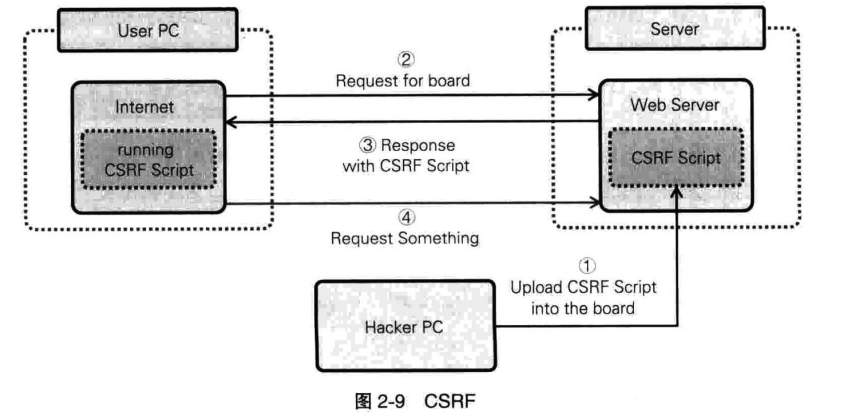 User PC
Server
②
Request for board
Internet
Web Server
running
CSRF Script
③ Response
with CSRF Script
CSRF Script
④
Request Something
①
Upload CSRF Script
into the board
Hacker PC
图 2-9 CSRF